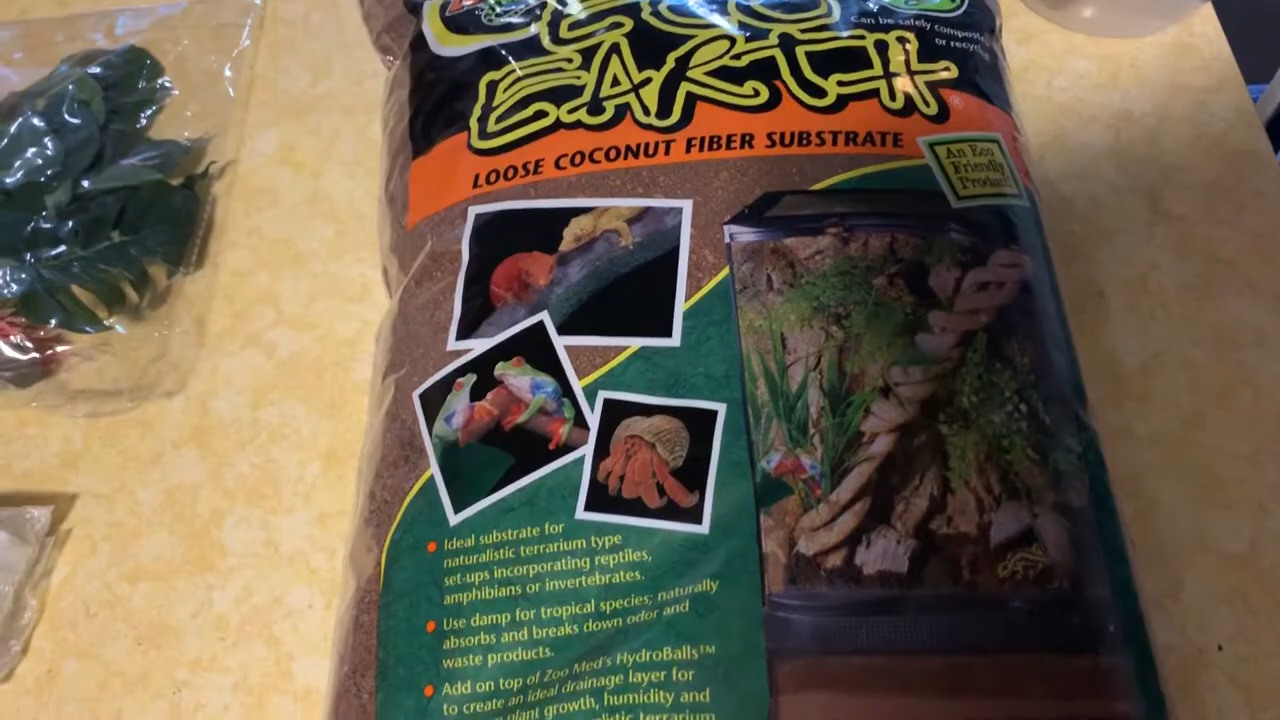 ECO
EARTH®
Can be safely
or
LOOSE COCONUT FIBER SUBSTRATE
An Eco
Friendly
Product!
Ideal substrate for
naturalistic terrarium type
set-ups incorporating reptiles,
amphibians or invertebrates.
Use damp for tropical species; naturally
absorbs and breaks down odor and
waste products.
Add on top of Zoo Med's HydroBalls™
to create an ideal drainage layer for
plant growth, humidity and
terrarium